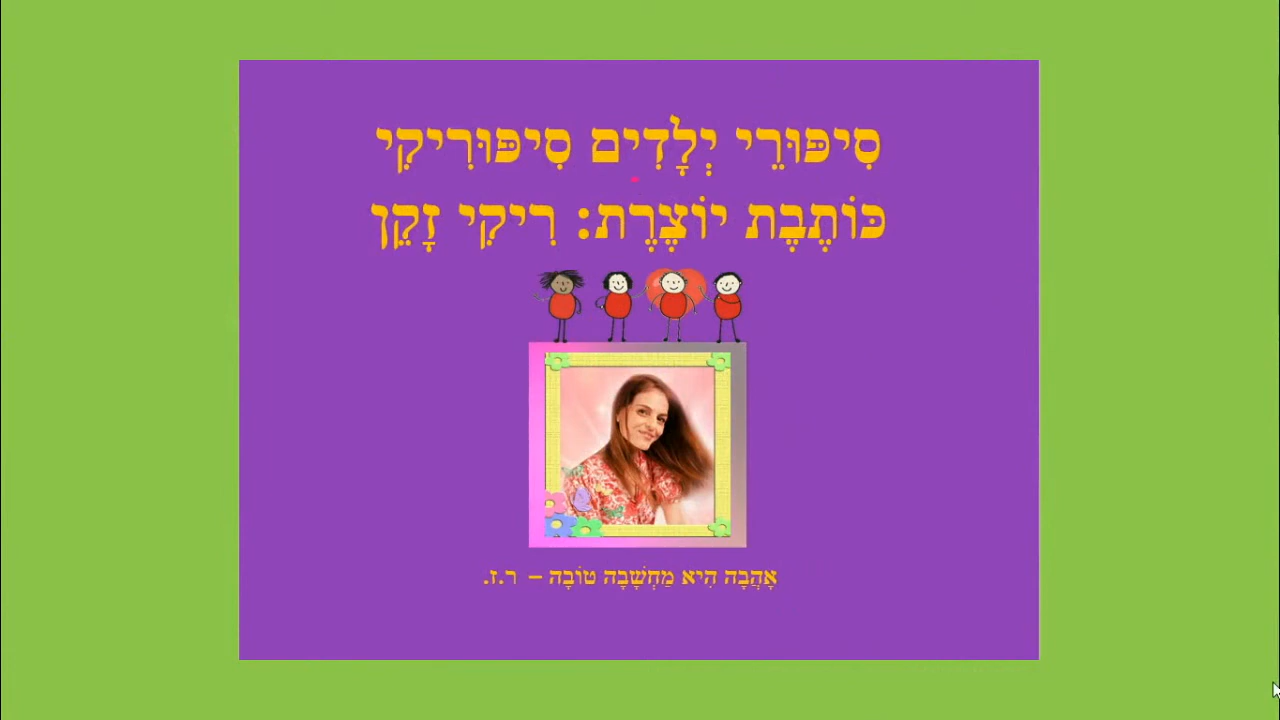 סִיפּוּרֵי יְלָדִים סִיפּוּרִיקִי
כּוֹתֶבֶת יוֹצֶרֶת: רִיקִי זָקֵן
אָהֲבָה הִיא מַחְשָׁבָה טוֹבָה – ר.ז.